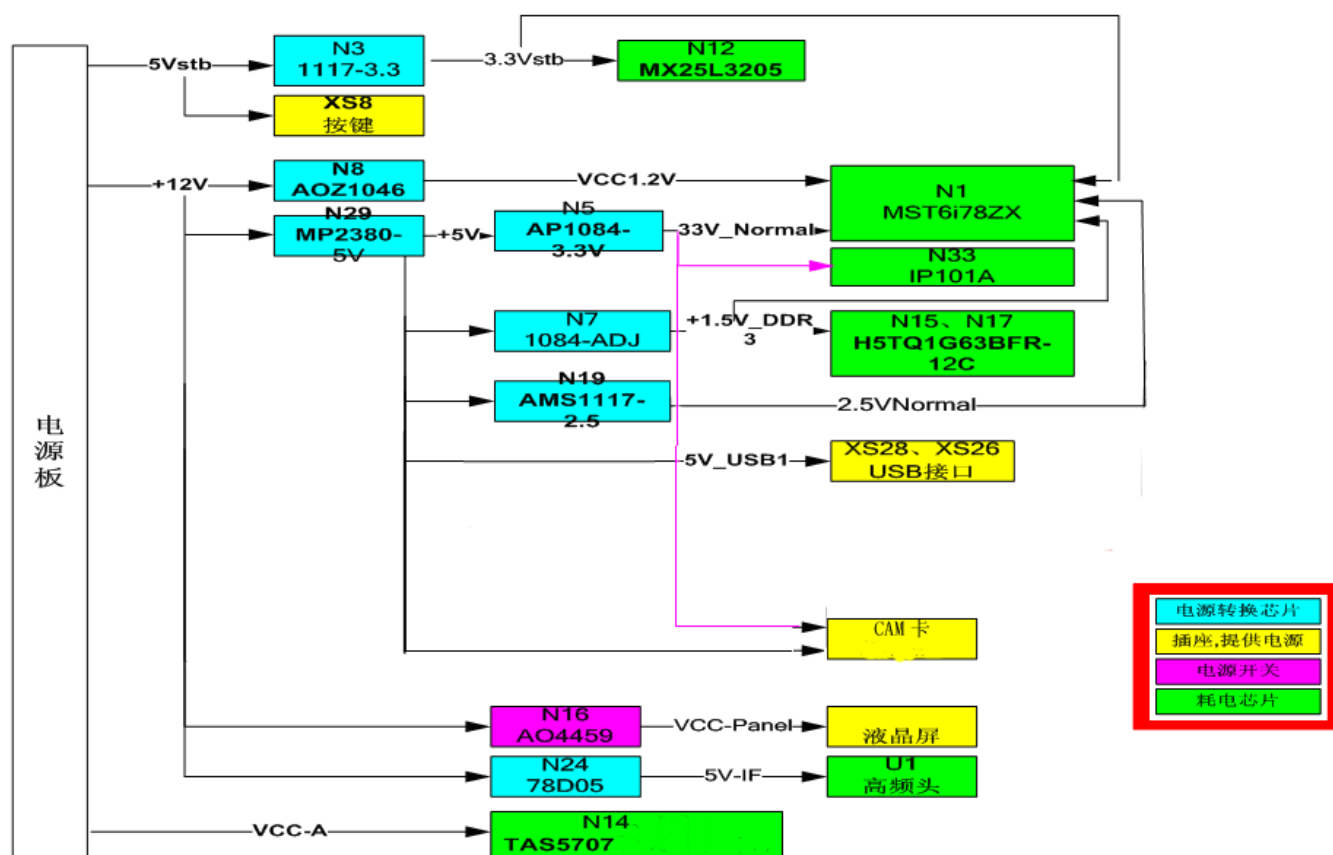 电源板
5Vstb
N3
1117-3.3
3.3Vstb
N12
MX25L3205
XS8
按键
+12V
N8
AOZ1046
VCC1.2V
N1
MST6i78ZX
N29
MP2380-
5V
+5V
N5
AP1084-
3.3V
33V_Normal
N33
IP101A
N7
1084-ADJ
+1.5V_DDR
3
N15、N17
H5TQ1G63BFR-
12C
N19
AMS1117-
2.5
2.5VNormal
5V_USB1
XS28、XS26
USB接口
CAM卡
N16
AO4459
VCC-Panel
液晶屏
N24
78D05
5V-IF
U1
高频头
VCC-A
N14
TAS5707
电源转换芯片
插座,提供电源
电源开关
耗电芯片